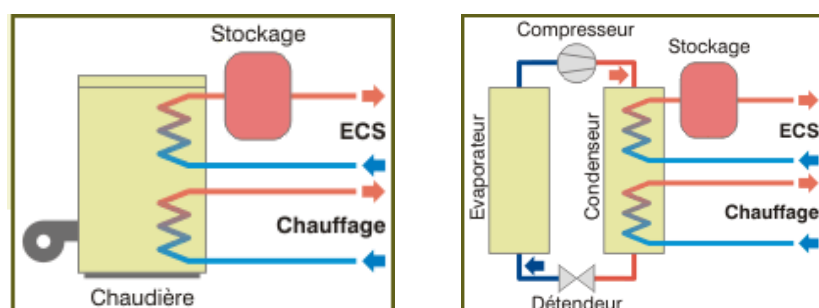 Stockage
ECS
Chauffage
Chaudière
Compresseur
Stockage
Evaporateur
Condenseur
ECS
Chauffage
Détendeur